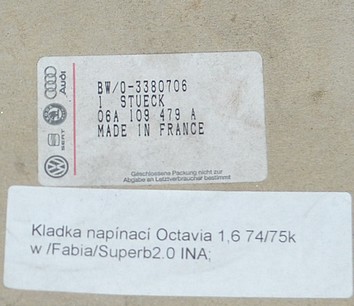 Audi
SEAT
BW/0-3380706
1 STUECK
06A 109 479 A
MADE IN FRANCE
Geschlossene Packung nicht zur
Abgabe an Letztverbraucher bestimmt
Kladka napínací Octavia 1,6 74/75k
w /Fabia/Superb2.0 INA;